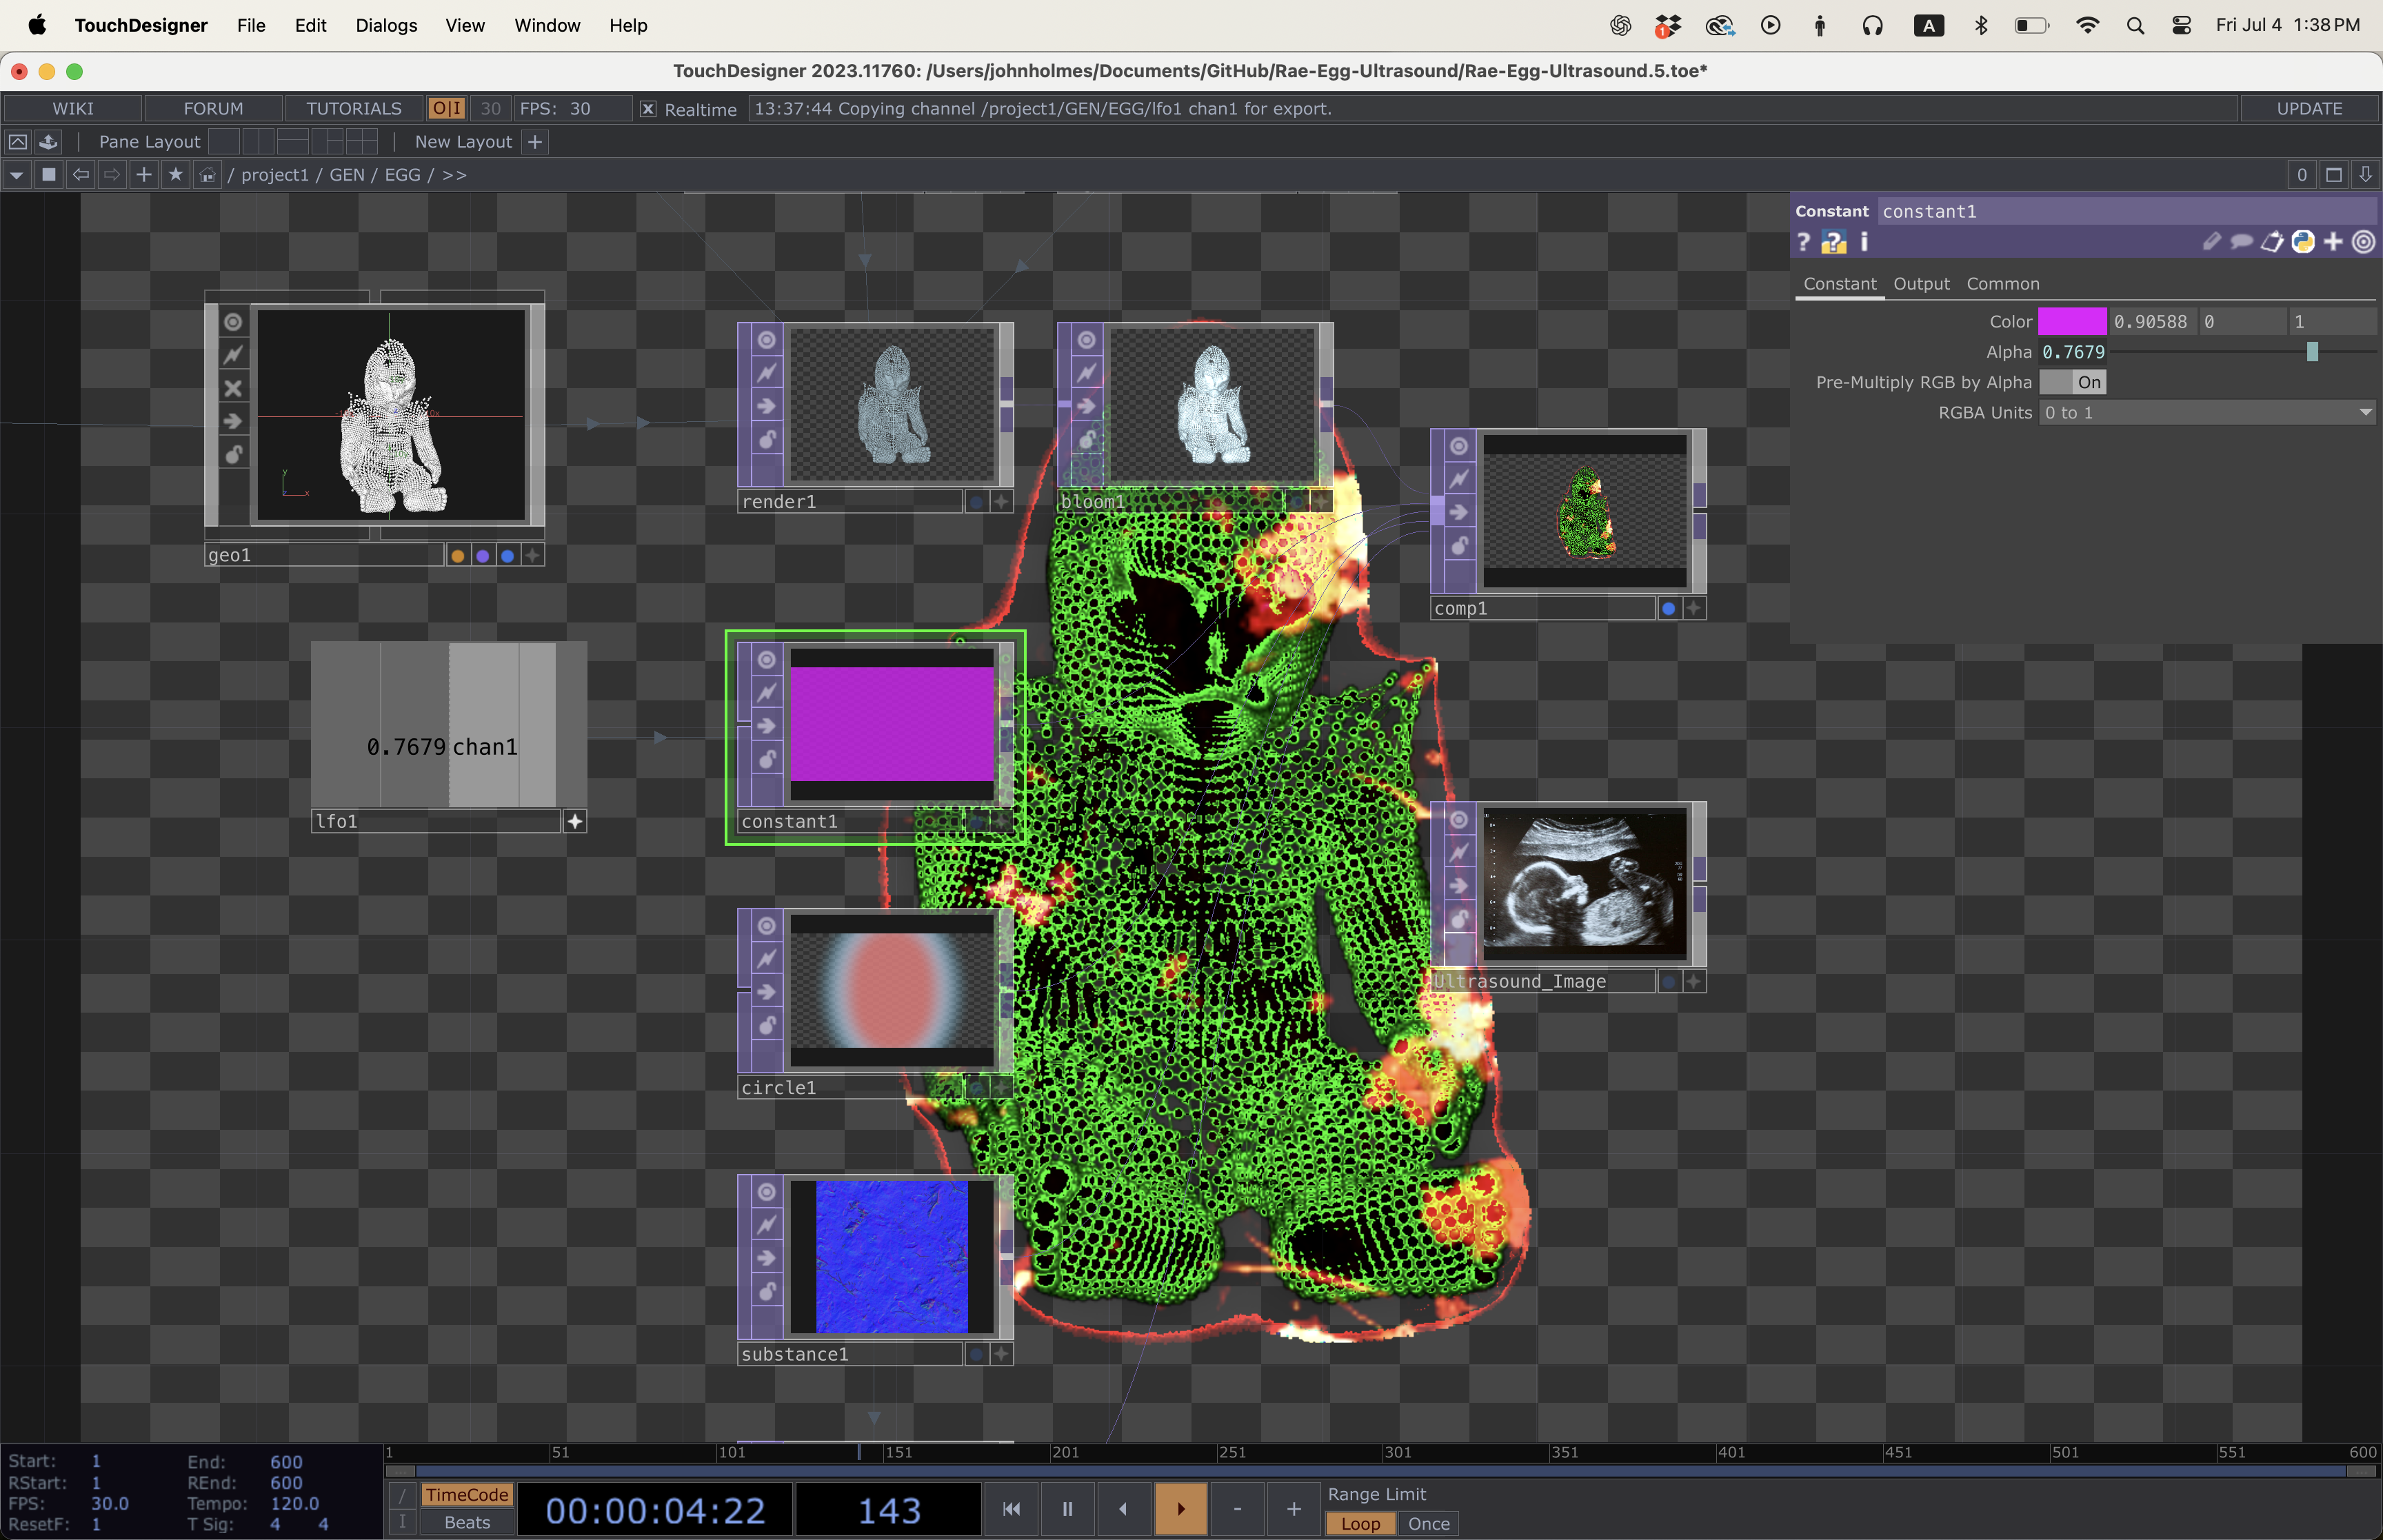 TouchDesigner File Edit Dialogs View Window Help
1 A Fri Jul 4 1:38 PM
TouchDesigner 2023.11760: /Users/johnholmes/Documents/GitHub/Rae-Egg-Ultrasound/Rae-Egg-Ultrasound.5.toe*
WIKI FORUM TUTORIALS O|I 30 FPS: 30 Realtime 13:37:44 Copying channel /project1/GEN/EGG/lfo1 chan1 for export. UPDATE
Pane Layout New Layout +
/ project1 / GEN / EGG / >> 0
Constant constant1
? ? i
Constant Output Common
Color 0.90588 0 1
Alpha 0.7679
Pre-Multiply RGB by Alpha On
RGBA Units 0 to 1
render1
bloom1
geo1
comp1
0.7679 chan1
lfo1
constant1
Ultrasound_Image
circle1
substance1
1 51 101 151 201 251 301 351 401 451 501 551 600
Start: 1 End: 600
RStart: 1 REnd: 600
FPS: 30.0 Tempo: 120.0
ResetF: 1 T Sig: 4 4
/ TimeCode
I Beats
00:00:04:22 143 - +
Range Limit
Loop Once